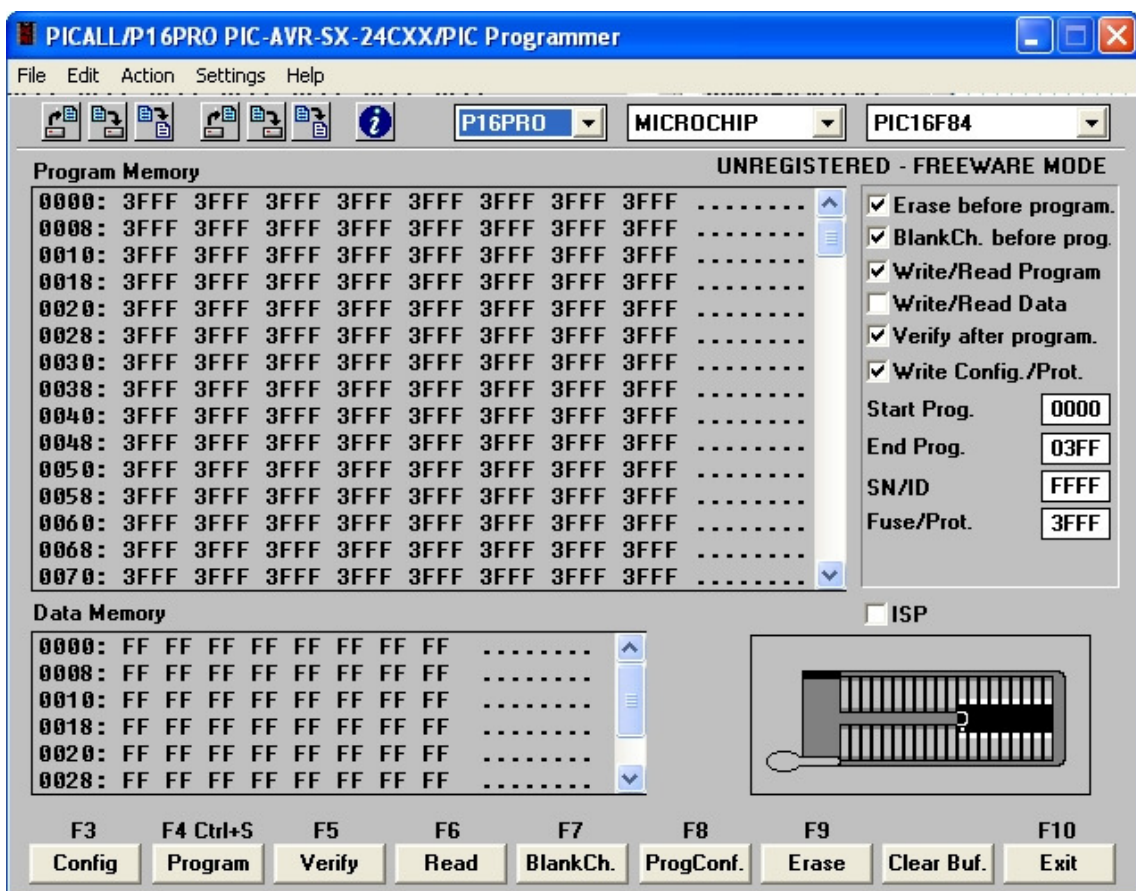 PICALL/P16PRO PIC-AVR-SX-24CXX/PIC Programmer
File Edit Action Settings Help
P16PRO MICROCHIP PIC16F84
UNREGISTERED - FREEWARE MODE
Program Memory
0000: 3FFF 3FFF 3FFF 3FFF 3FFF 3FFF 3FFF 3FFF ........
0008: 3FFF 3FFF 3FFF 3FFF 3FFF 3FFF 3FFF 3FFF ........
0010: 3FFF 3FFF 3FFF 3FFF 3FFF 3FFF 3FFF 3FFF ........
0018: 3FFF 3FFF 3FFF 3FFF 3FFF 3FFF 3FFF 3FFF ........
0020: 3FFF 3FFF 3FFF 3FFF 3FFF 3FFF 3FFF 3FFF ........
0028: 3FFF 3FFF 3FFF 3FFF 3FFF 3FFF 3FFF 3FFF ........
0030: 3FFF 3FFF 3FFF 3FFF 3FFF 3FFF 3FFF 3FFF ........
0038: 3FFF 3FFF 3FFF 3FFF 3FFF 3FFF 3FFF 3FFF ........
0040: 3FFF 3FFF 3FFF 3FFF 3FFF 3FFF 3FFF 3FFF ........
0048: 3FFF 3FFF 3FFF 3FFF 3FFF 3FFF 3FFF 3FFF ........
0050: 3FFF 3FFF 3FFF 3FFF 3FFF 3FFF 3FFF 3FFF ........
0058: 3FFF 3FFF 3FFF 3FFF 3FFF 3FFF 3FFF 3FFF ........
0060: 3FFF 3FFF 3FFF 3FFF 3FFF 3FFF 3FFF 3FFF ........
0068: 3FFF 3FFF 3FFF 3FFF 3FFF 3FFF 3FFF 3FFF ........
0070: 3FFF 3FFF 3FFF 3FFF 3FFF 3FFF 3FFF 3FFF ........
Erase before program.
BlankCh. before prog.
Write/Read Program
Write/Read Data
Verify after program.
Write Config./Prot.
Start Prog. 0000
End Prog. 03FF
SN/ID FFFF
Fuse/Prot. 3FFF
Data Memory
0000: FF FF FF FF FF FF FF FF ........
0008: FF FF FF FF FF FF FF FF ........
0010: FF FF FF FF FF FF FF FF ........
0018: FF FF FF FF FF FF FF FF ........
0020: FF FF FF FF FF FF FF FF ........
0028: FF FF FF FF FF FF FF FF ........
ISP
F3 F4 Ctrl+S F5 F6 F7 F8 F9 F10
Config Program Verify Read BlankCh. ProgConf. Erase Clear Buf. Exit